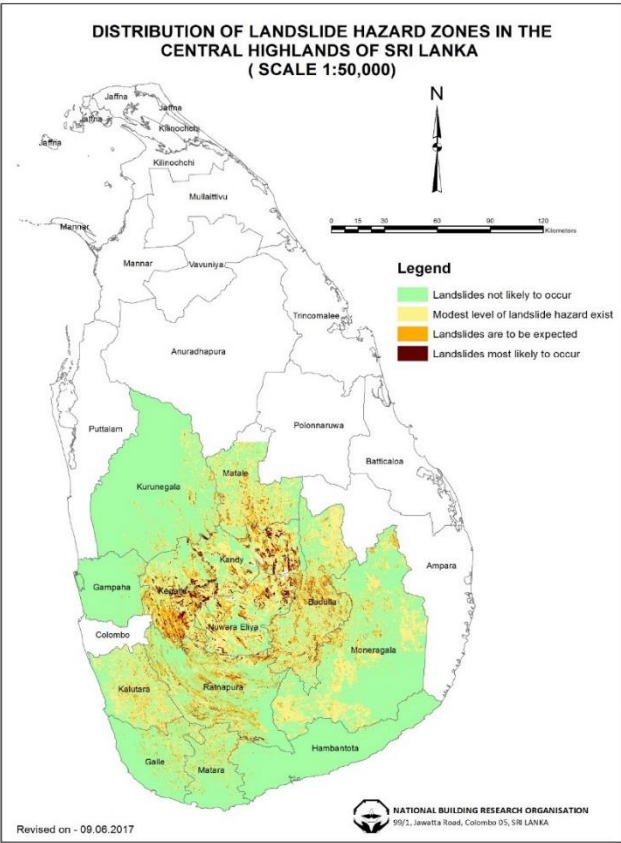 DISTRIBUTION OF LANDSLIDE HAZARD ZONES IN THE
CENTRAL HIGHLANDS OF SRI LANKA
( SCALE 1:50,000)
N
Jaffna
Jaffna
Jaffna
Kilinochchi
Jaffna
Kilinochchi
Mullaittivu
0 15 30 60 90 120
Kilometers
Mannar
Mannar
Vavuniya
Legend
Landslides not likely to occur
Modest level of landslide hazard exist
Landslides are to be expected
Landslides most likely to occur
Trincomalee
Anuradhapura
Puttalam
Polonnaruwa
Batticaloa
Matale
Kurunegala
Kandy
Ampara
Gampaha
Kegalle
Badulla
Nuwara Eliya
Colombo
Moneragala
Kalutara
Ratnapura
Hambantota
Galle
Matara
NATIONAL BUILDING RESEARCH ORGANISATION
99/1, Jawatta Road, Colombo 05, SRI LANKA
Revised on - 09.06.2017